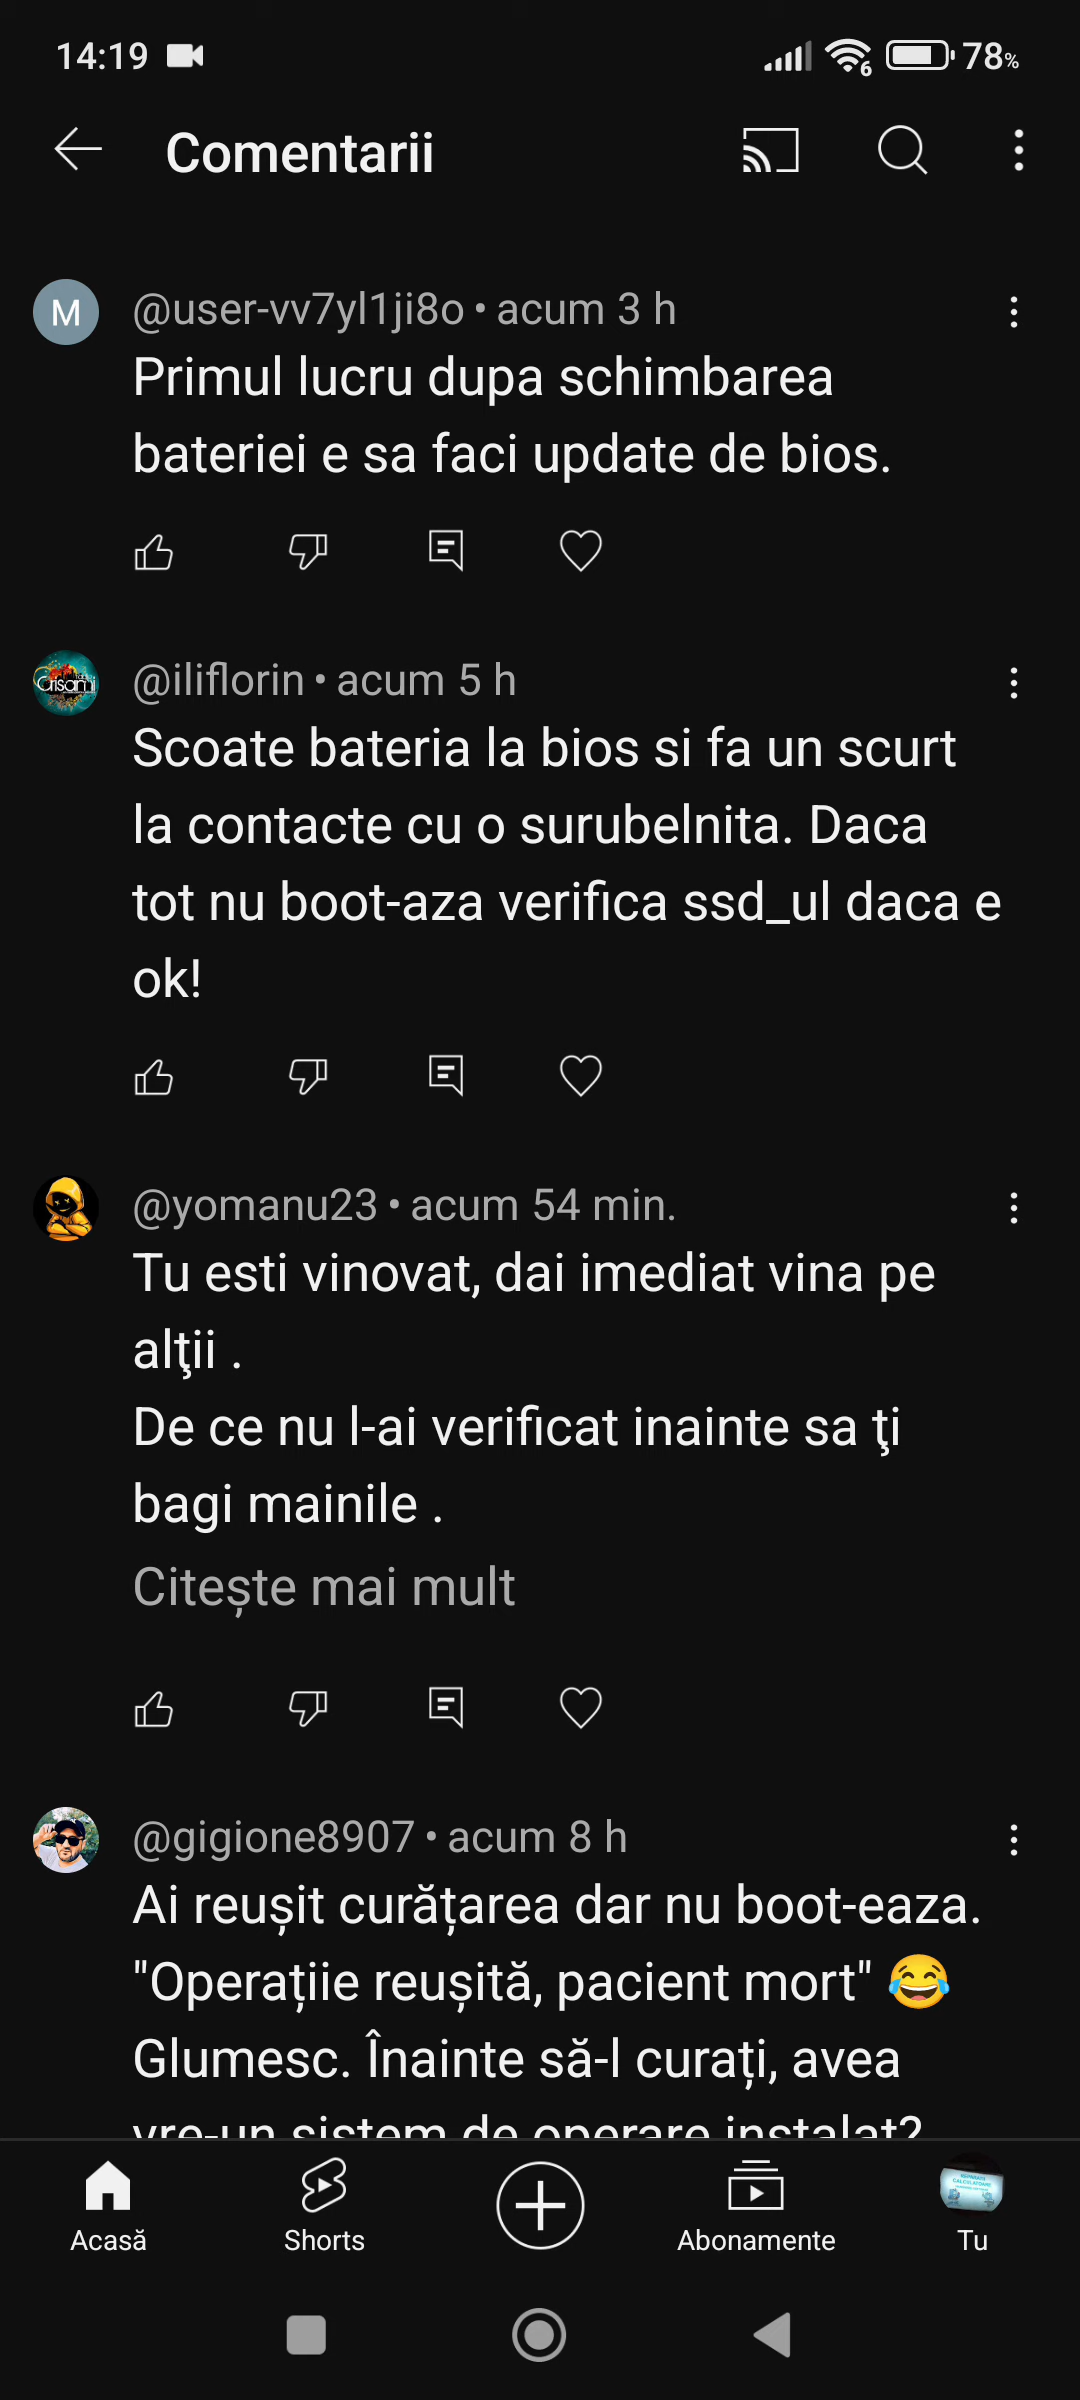 14:19
6
78%
Comentarii
M
@user-vv7yl1ji8o • acum 3 h
Primul lucru dupa schimbarea
bateriei e sa faci update de bios.
Crisami
@iliflorin • acum 5 h
Scoate bateria la bios si fa un scurt
la contacte cu o surubelnita. Daca
tot nu boot-aza verifica ssd_ul daca e
ok!
@yomanu23 • acum 54 min.
Tu esti vinovat, dai imediat vina pe
alţii .
De ce nu l-ai verificat inainte sa ţi
bagi mainile .
Citește mai mult
@gigione8907 • acum 8 h
Ai reușit curățarea dar nu boot-eaza.
"Operațiie reușită, pacient mort" 😂
Glumesc. Înainte să-l curați, avea
vre-un sistem de operare instalat?
Acasă
Shorts
Abonamente
Tu